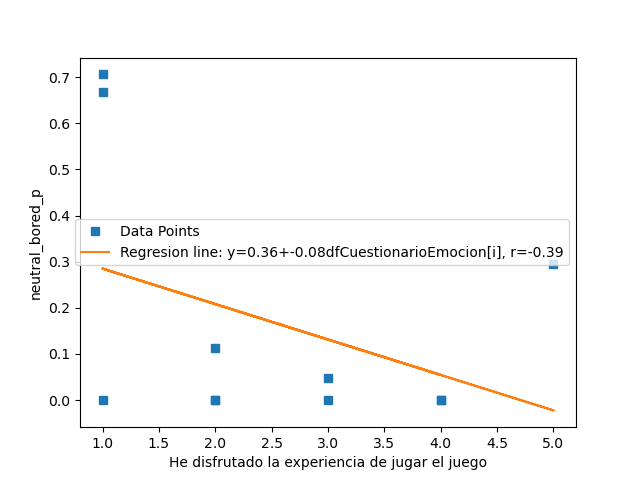 0.7
0.6
0.5
0.4
0.3
0.2
0.1
0.0
neutral_bored_p
Data Points
Regresion line: y=0.36+-0.08dfCuestionarioEmocion[i], r=-0.39
1.0 1.5 2.0 2.5 3.0 3.5 4.0 4.5 5.0
He disfrutado la experiencia de jugar el juego